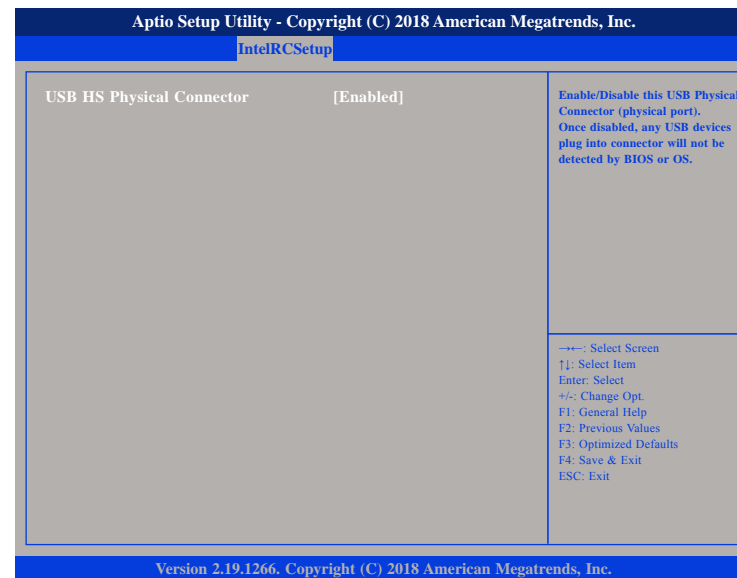 Aptio Setup Utility - Copyright (C) 2018 American Megatrends, Inc.
IntelRCSetup
USB HS Physical Connector [Enabled]
Enable/Disable this USB Physical
Connector (physical port).
Once disabled, any USB devices
plug into connector will not be
detected by BIOS or OS.
→←: Select Screen
↑↓: Select Item
Enter: Select
+/-: Change Opt.
F1: General Help
F2: Previous Values
F3: Optimized Defaults
F4: Save & Exit
ESC: Exit
Version 2.19.1266. Copyright (C) 2018 American Megatrends, Inc.